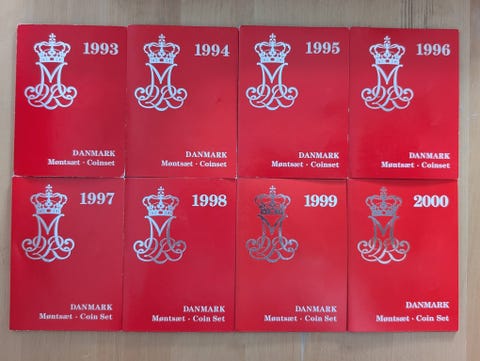 1993
DANMARK
Møntsæt · Coinset
1994
DANMARK
Møntsæt · Coinset
1995
DANMARK
Møntsæt · Coinset
1996
DANMARK
Møntsæt · Coinset
1997
DANMARK
Møntsæt · Coin Set
1998
DANMARK
Møntsæt · Coin Set
1999
DANMARK
Møntsæt · Coin Set
2000
DANMARK
Møntsæt · Coin Set